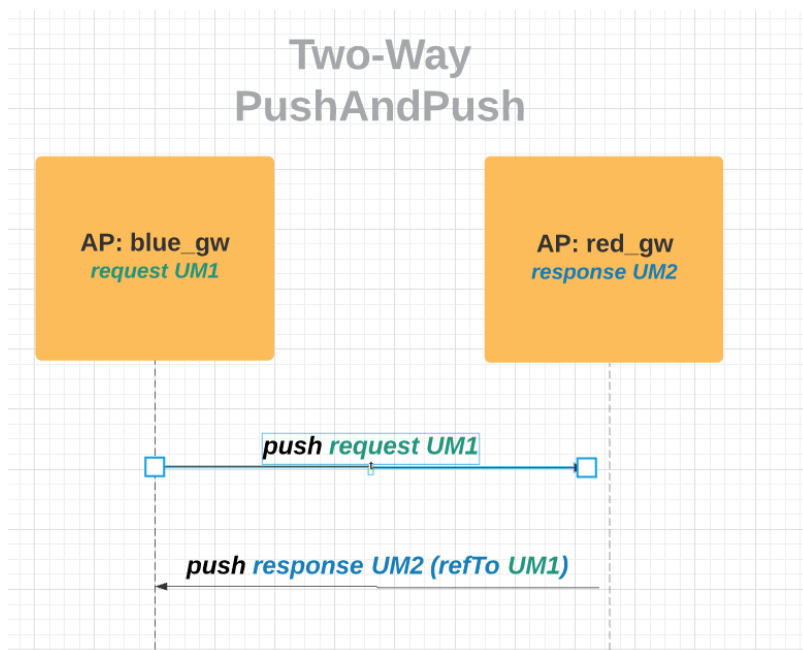 Two-Way
PushAndPush
AP: blue_gw
request UM1
AP: red_gw
response UM2
push request UM1
push response UM2 (refTo UM1)